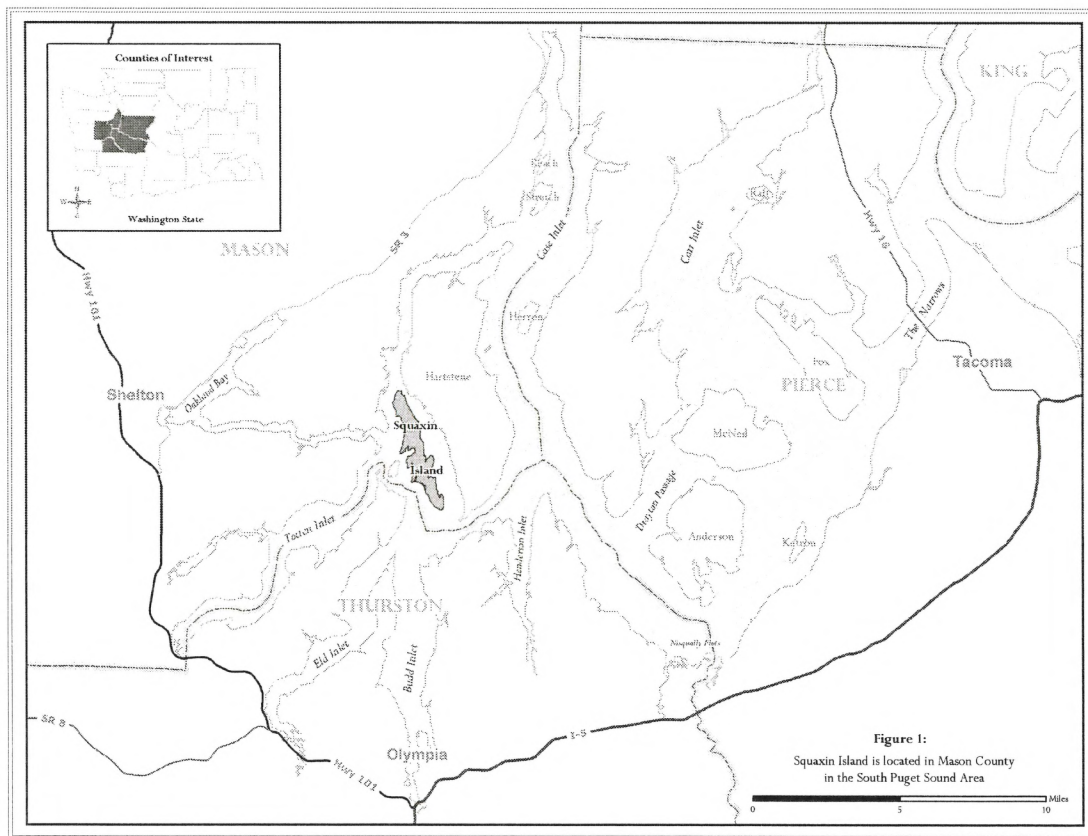 Counties of Interest
N
W
E
S
Washington State
KING
MASON
SR 3
Hwy 101
Reach
Stretch
Case Inlet
Carr Inlet
Raft
Hwy 16
The Narrows
Herron
Hartstene
Fox
Tacoma
PIERCE
Shelton
Oakland Bay
McNeil
Squaxin
Island
Drayton Passage
Anderson
Ketron
Totten Inlet
Henderson Inlet
THURSTON
Eld Inlet
Budd Inlet
Nisqually Flats
SR 8
Olympia
Hwy 101
I-5
Figure 1:
Squaxin Island is located in Mason County
in the South Puget Sound Area
Miles
0 5 10